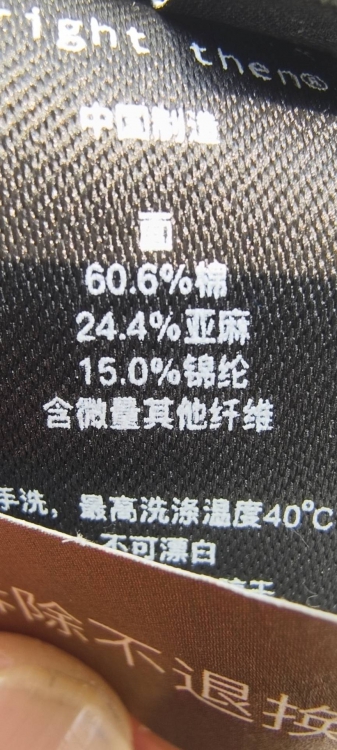 right then®
中国制造
面
60.6%棉
24.4%亚麻
15.0%锦纶
含微量其他纤维
手洗，最高洗涤温度40°C
不可漂白
除不退换